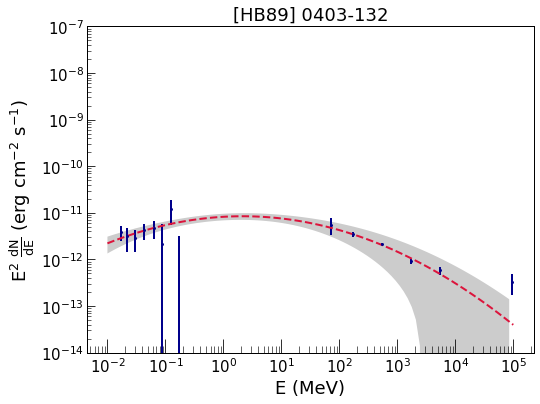 [HB89] 0403-132
E² dN/dE (erg cm⁻² s⁻¹)
10⁻⁷
10⁻⁸
10⁻⁹
10⁻¹⁰
10⁻¹¹
10⁻¹²
10⁻¹³
10⁻¹⁴
10⁻² 10⁻¹ 10⁰ 10¹ 10² 10³ 10⁴ 10⁵
E (MeV)